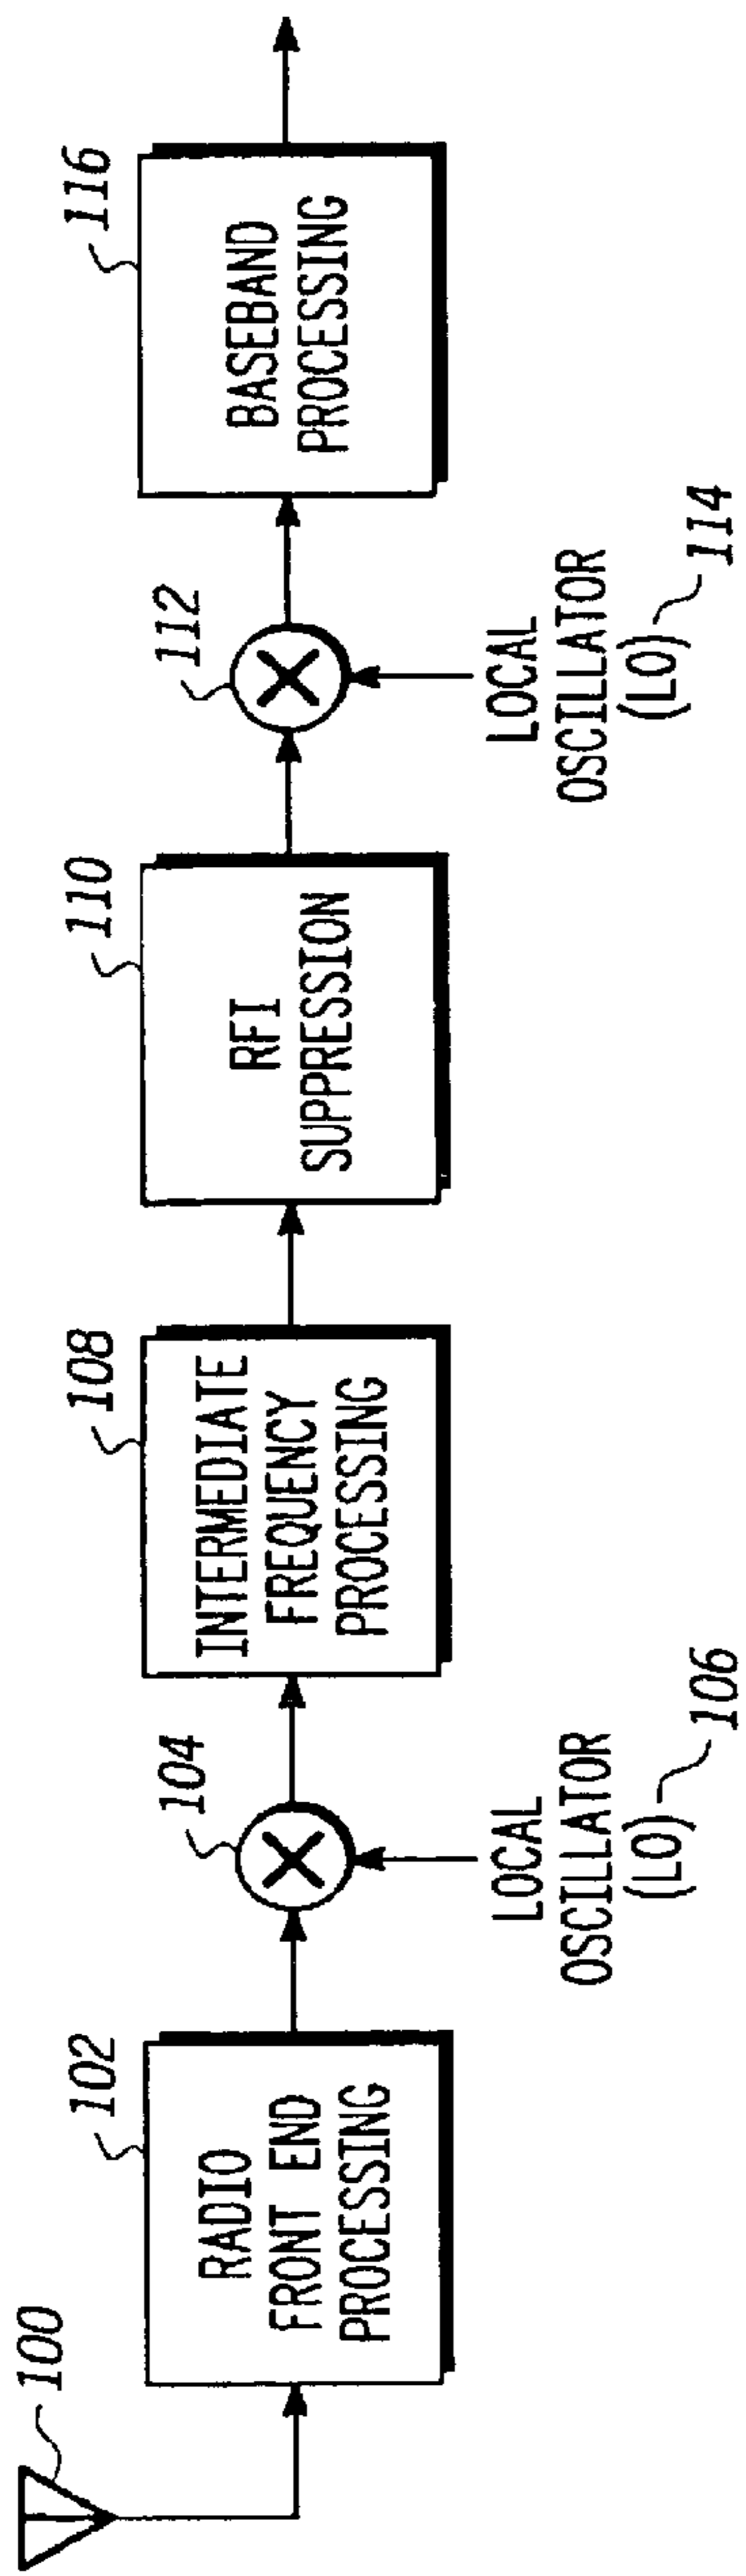 100
102
RADIO
FRONT END
PROCESSING
104
LOCAL
OSCILLATOR
(LO)
106
108
INTERMEDIATE
FREQUENCY
PROCESSING
110
RFI
SUPPRESSION
112
LOCAL
OSCILLATOR
(LO)
114
116
BASEBAND
PROCESSING